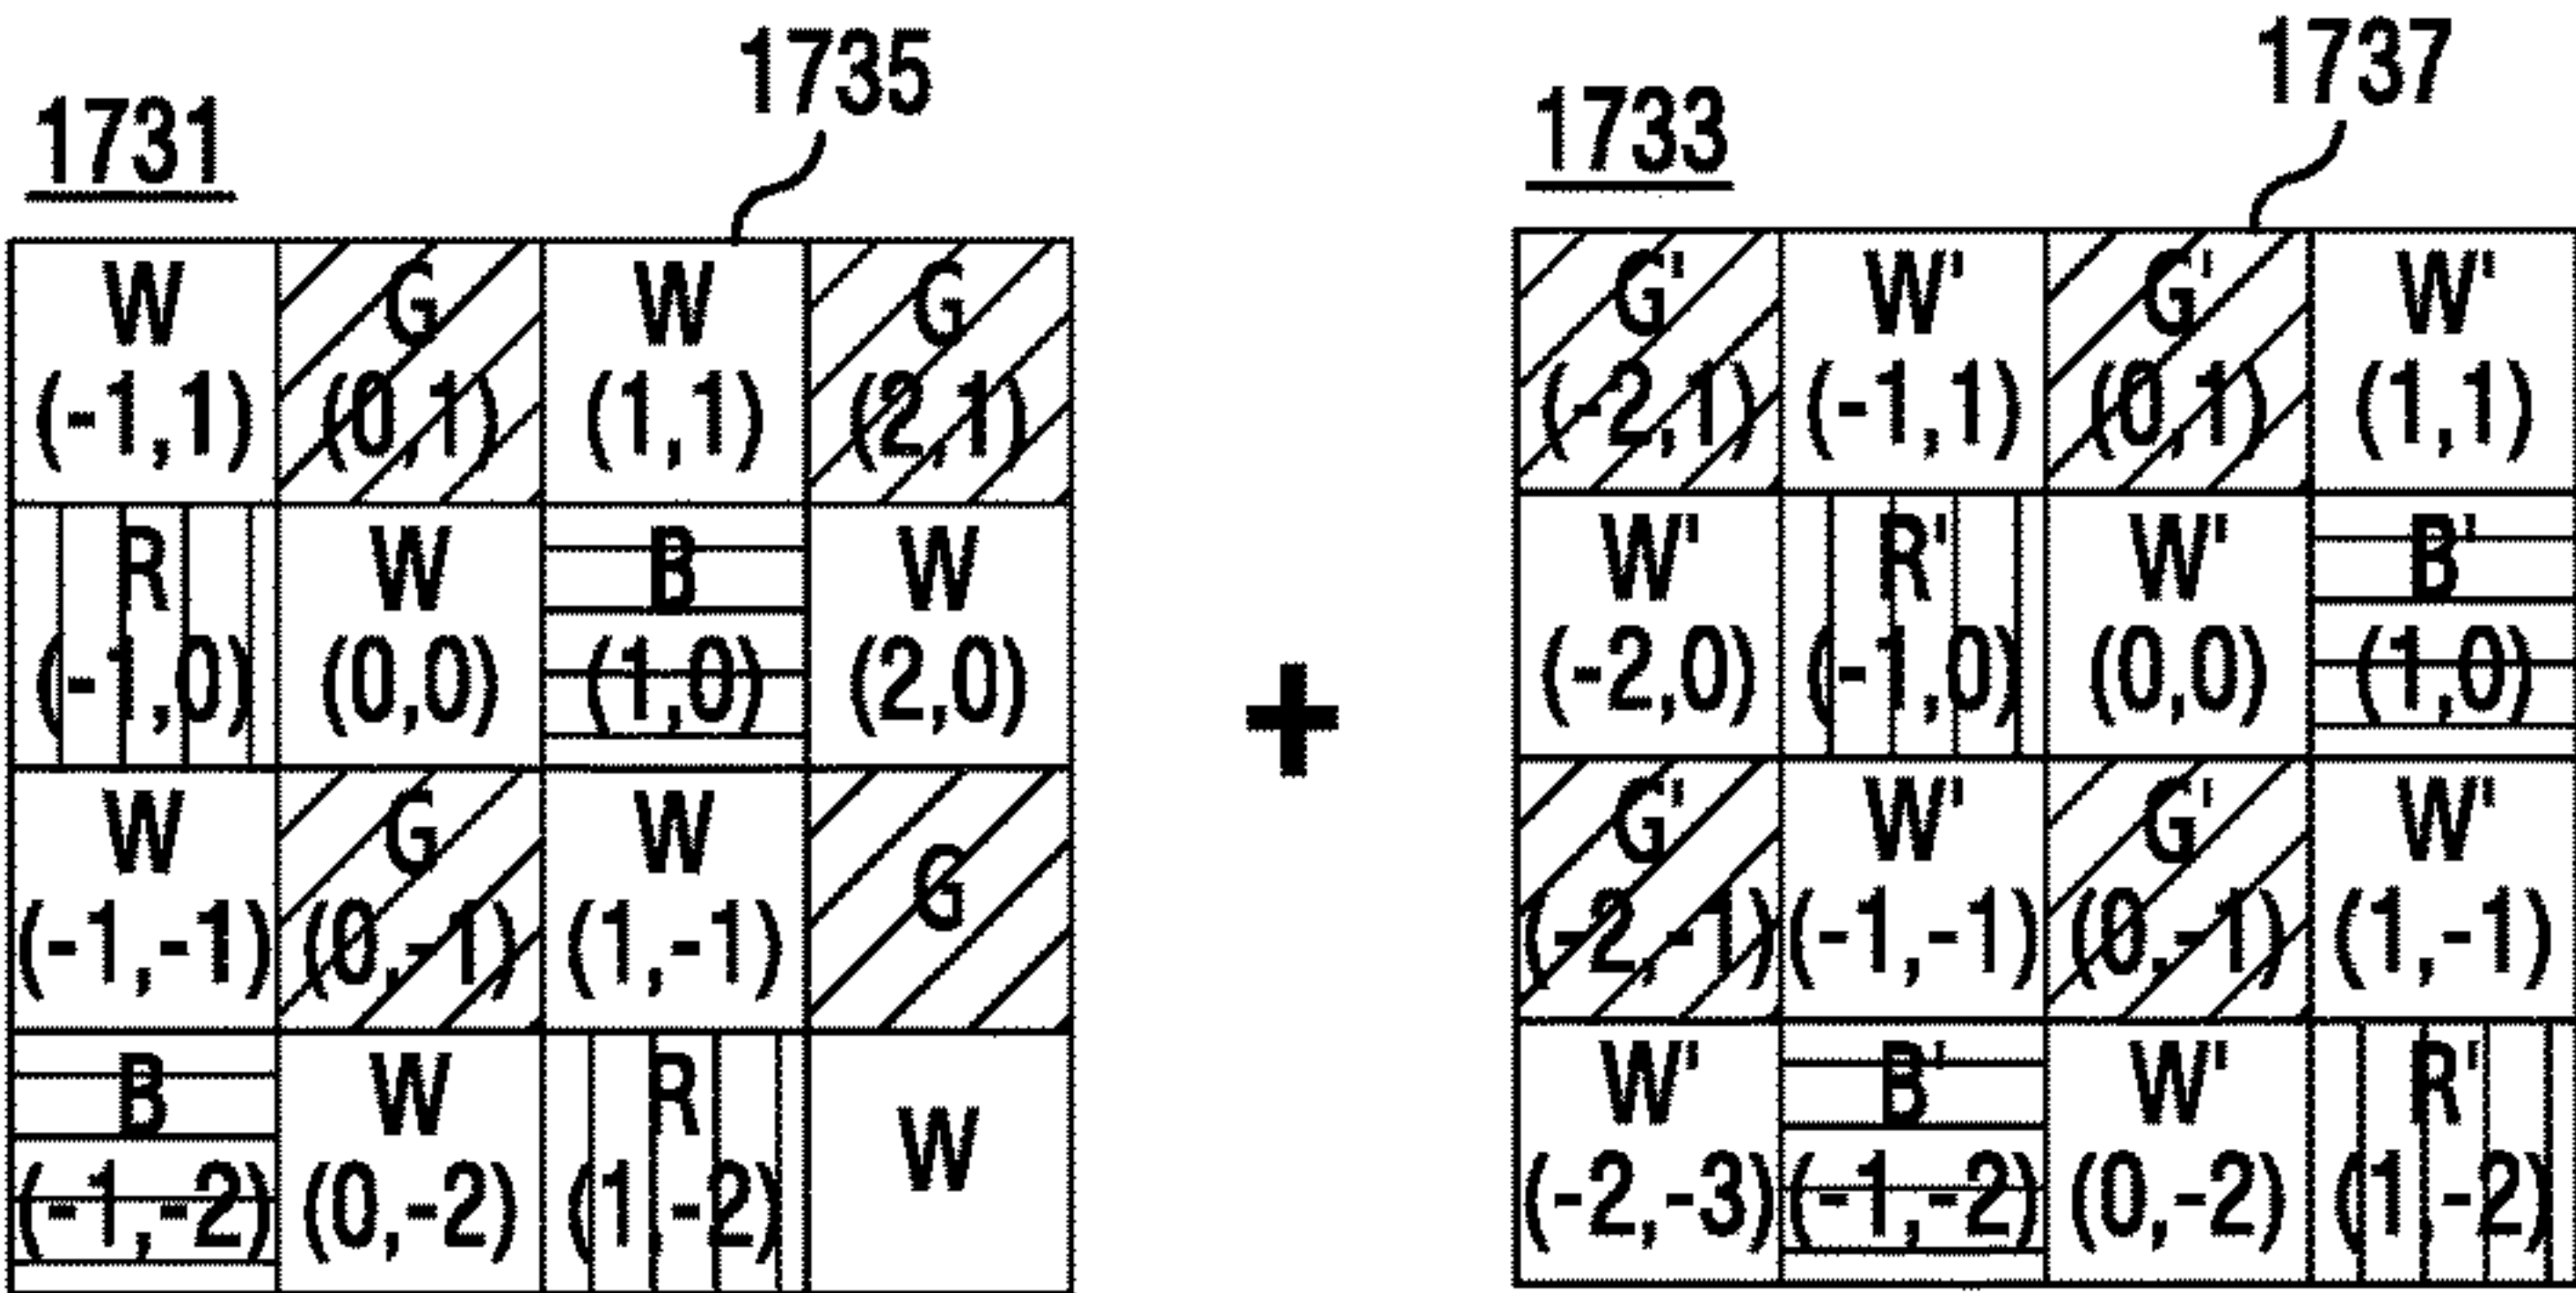 1735
1737
1731
1733
W G W G
(-1,1) (0,1) (1,1) (2,1)
R W B W
(-1,0) (0,0) (1,0) (2,0)
W G W G
(-1,-1) (0,-1) (1,-1)
B W R W
(-1,-2) (0,-2) (1,-2)
+
G' W' G' W'
(-2,1) (-1,1) (0,1) (1,1)
W' R' W' B'
(-2,0) (-1,0) (0,0) (1,0)
G' W' G' W'
(-2,-1) (-1,-1) (0,-1) (1,-1)
W' B' W' R'
(-2,-3) (-1,-2) (0,-2) (1,-2)